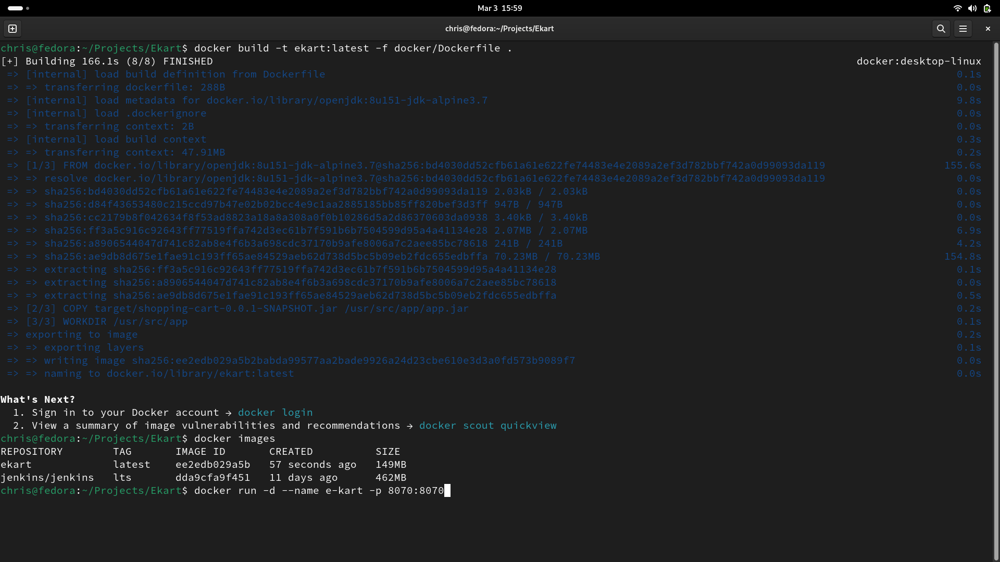 Mar 3 15:59
chris@fedora:~/Projects/Ekart
chris@fedora:~/Projects/Ekart$ docker build -t ekart:latest -f docker/Dockerfile .
[+] Building 166.1s (8/8) FINISHED docker:desktop-linux
=> [internal] load build definition from Dockerfile 0.1s
=> => transferring dockerfile: 288B 0.0s
=> [internal] load metadata for docker.io/library/openjdk:8u151-jdk-alpine3.7 9.8s
=> [internal] load .dockerignore 0.0s
=> => transferring context: 2B 0.0s
=> [internal] load build context 0.3s
=> => transferring context: 47.91MB 0.2s
=> [1/3] FROM docker.io/library/openjdk:8u151-jdk-alpine3.7@sha256:bd4030dd52cfb61a61e622fe74483e4e2089a2ef3d782bbf742a0d99093da119 155.6s
=> => resolve docker.io/library/openjdk:8u151-jdk-alpine3.7@sha256:bd4030dd52cfb61a61e622fe74483e4e2089a2ef3d782bbf742a0d99093da119 0.0s
=> => sha256:bd4030dd52cfb61a61e622fe74483e4e2089a2ef3d782bbf742a0d99093da119 2.03kB / 2.03kB 0.0s
=> => sha256:d84f43653480c215ccd97b47e02b02bcc4e9c1aa2885185bb85ff820bef3d3ff 947B / 947B 0.0s
=> => sha256:cc2179b8f042634f8f53ad8823a18a8a308a0f0b10286d5a2d86370603da0938 3.40kB / 3.40kB 0.0s
=> => sha256:ff3a5c916c92643ff77519ffa742d3ec61b7f591b6b7504599d95a4a41134e28 2.07MB / 2.07MB 6.9s
=> => sha256:a8906544047d741c82ab8e4f6b3a698cdc37170b9afe8006a7c2aee85bc78618 241B / 241B 4.2s
=> => sha256:ae9db8d675e1fae91c193ff65ae84529aeb62d738d5bc5b09eb2fdc655edbffa 70.23MB / 70.23MB 154.8s
=> => extracting sha256:ff3a5c916c92643ff77519ffa742d3ec61b7f591b6b7504599d95a4a41134e28 0.1s
=> => extracting sha256:a8906544047d741c82ab8e4f6b3a698cdc37170b9afe8006a7c2aee85bc78618 0.0s
=> => extracting sha256:ae9db8d675e1fae91c193ff65ae84529aeb62d738d5bc5b09eb2fdc655edbffa 0.5s
=> [2/3] COPY target/shopping-cart-0.0.1-SNAPSHOT.jar /usr/src/app/app.jar 0.2s
=> [3/3] WORKDIR /usr/src/app 0.1s
=> exporting to image 0.2s
=> => exporting layers 0.1s
=> => writing image sha256:ee2edb029a5b2babda99577aa2bade9926a24d23cbe610e3d3a0fd573b9089f7 0.0s
=> => naming to docker.io/library/ekart:latest 0.0s
What's Next?
1. Sign in to your Docker account → docker login
2. View a summary of image vulnerabilities and recommendations → docker scout quickview
chris@fedora:~/Projects/Ekart$ docker images
REPOSITORY TAG IMAGE ID CREATED SIZE
ekart latest ee2edb029a5b 57 seconds ago 149MB
jenkins/jenkins lts dda9cfa9f451 11 days ago 462MB
chris@fedora:~/Projects/Ekart$ docker run -d --name e-kart -p 8070:8070